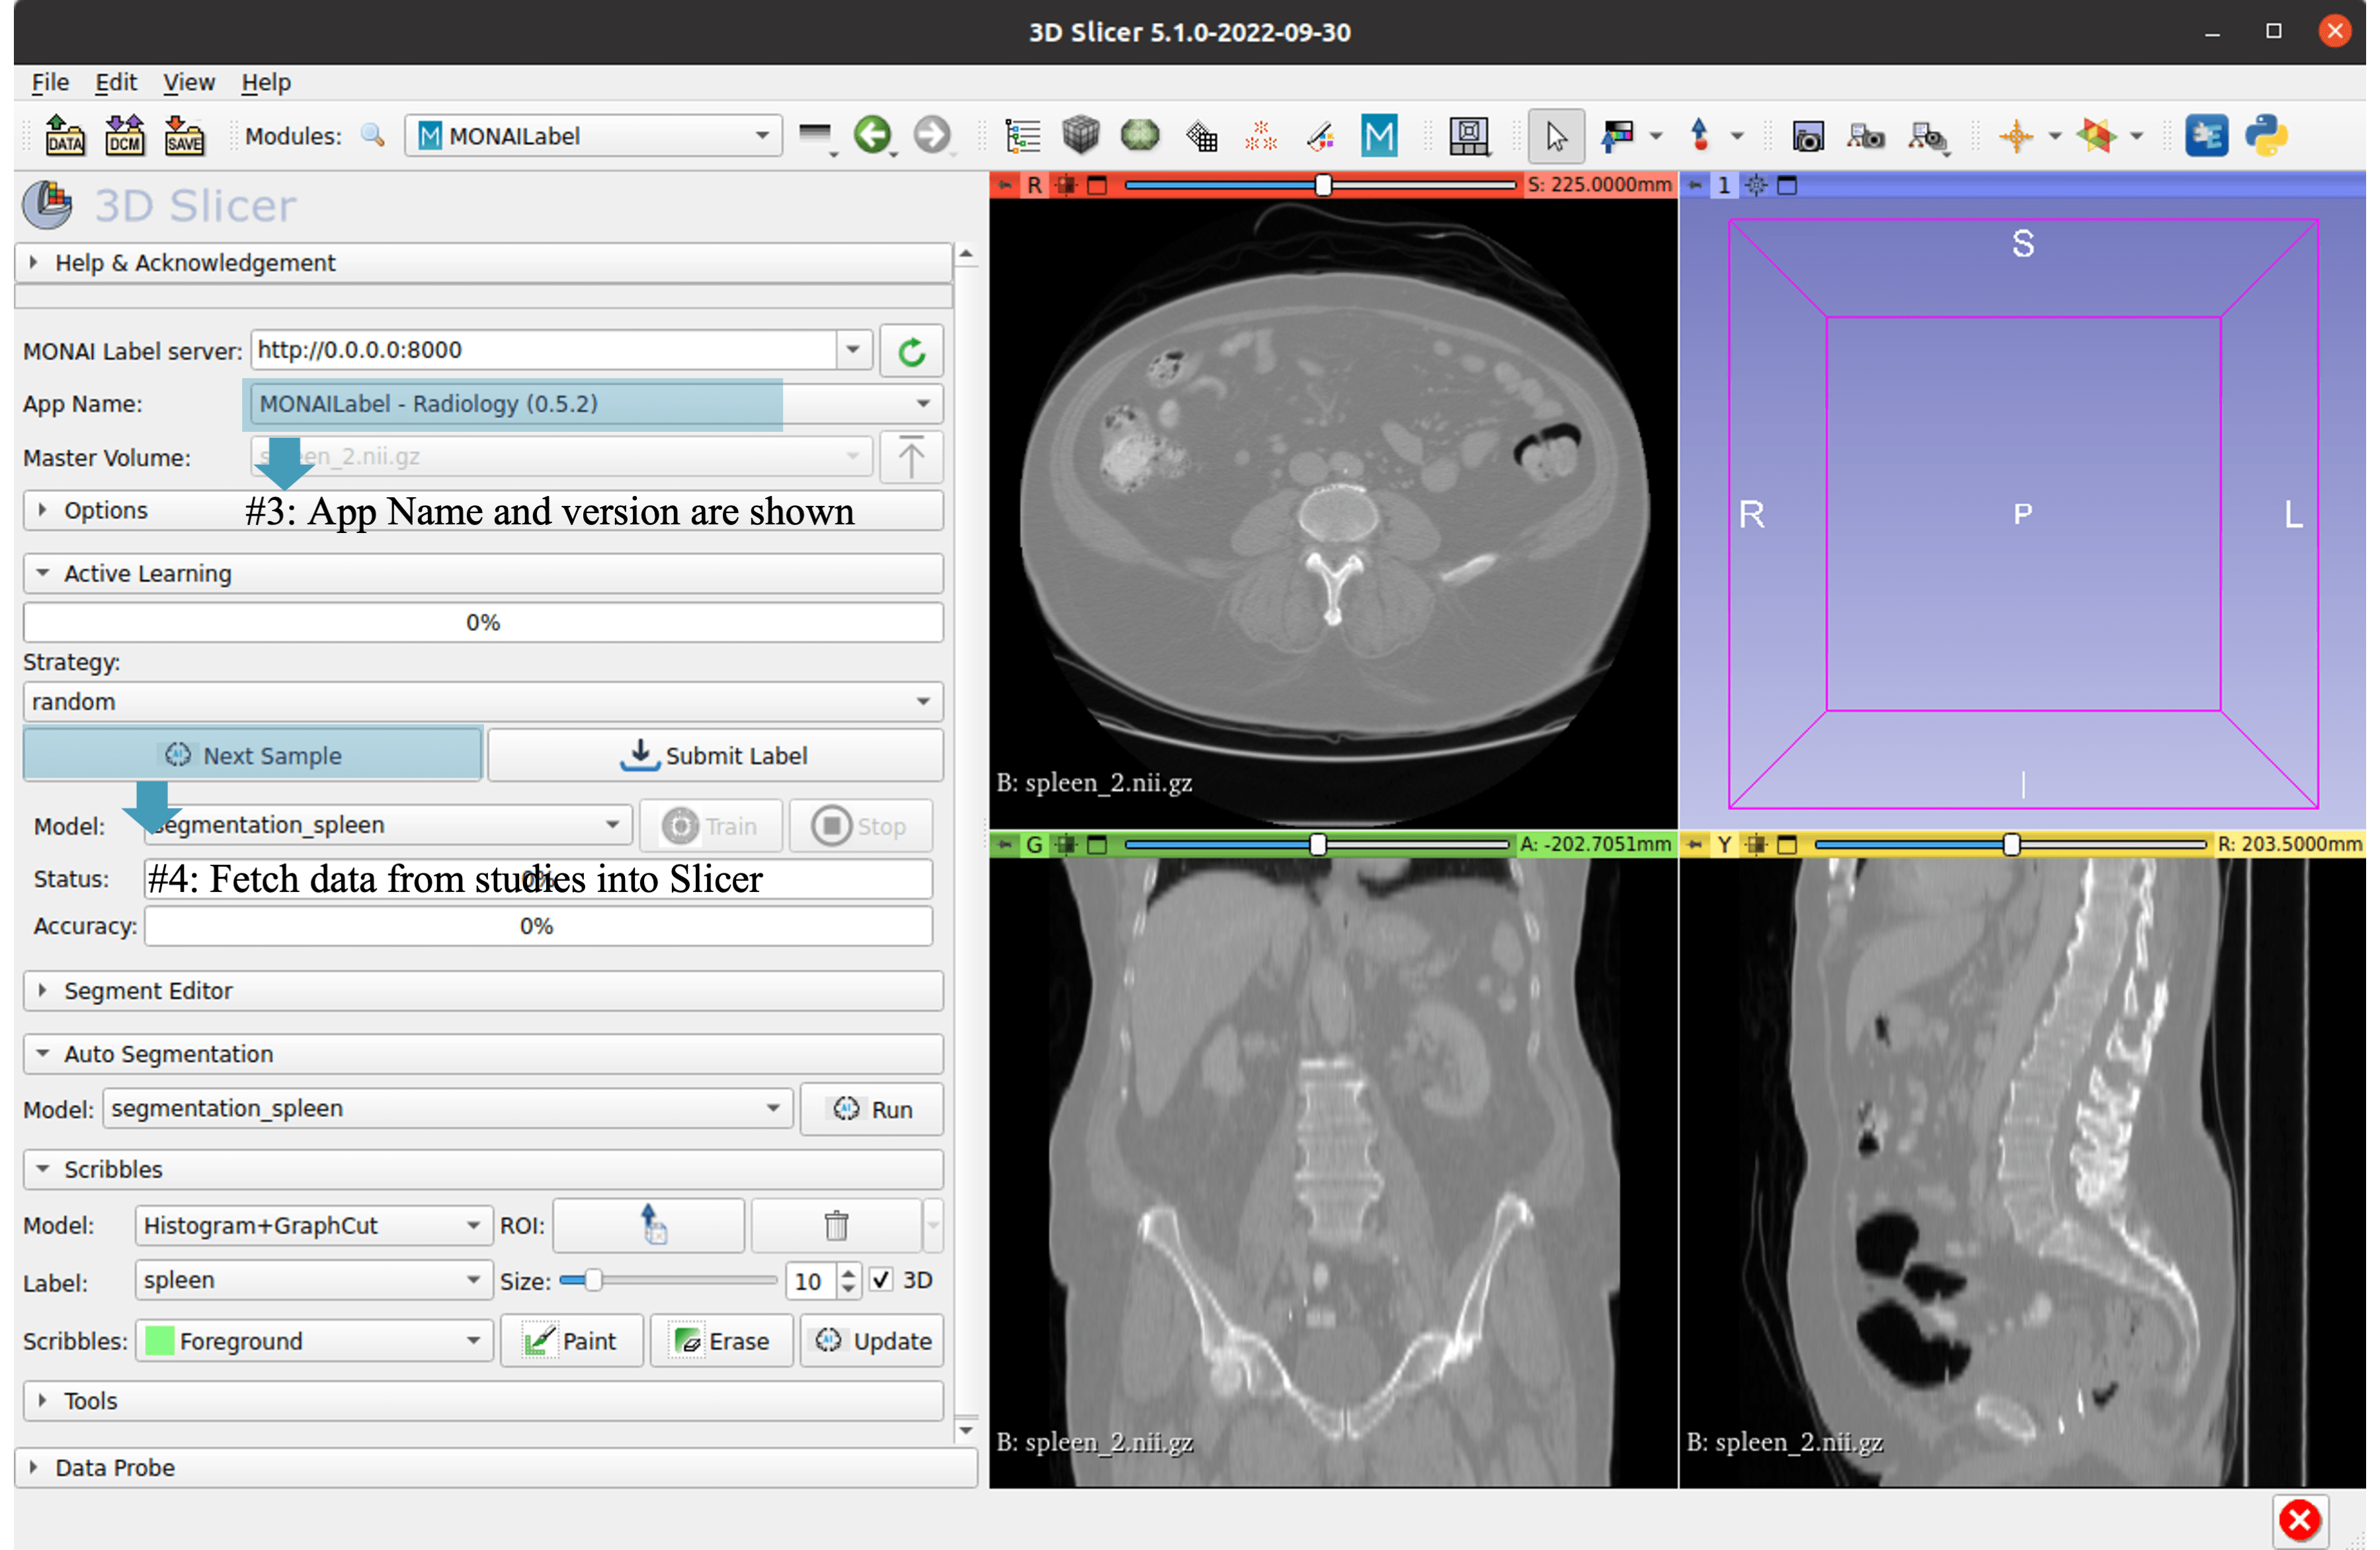 3D Slicer 5.1.0-2022-09-30
File Edit View Help
DATA DCM SAVE Modules: M MONAILabel M
3D Slicer
Help & Acknowledgement
MONAI Label server: http://0.0.0.0:8000
App Name: MONAILabel - Radiology (0.5.2)
Master Volume: spleen_2.nii.gz
Options
#3: App Name and version are shown
Active Learning
0%
Strategy:
random
Next Sample Submit Label
Model: segmentation_spleen Train Stop
Status: 0%
#4: Fetch data from studies into Slicer
Accuracy: 0%
Segment Editor
Auto Segmentation
Model: segmentation_spleen AI Run
Scribbles
Model: Histogram+GraphCut ROI:
Label: spleen Size: 10 3D
Scribbles: Foreground Paint Erase Update
Tools
Data Probe
R S: 225.0000mm
B: spleen_2.nii.gz
1
S
R P L
I
G A: -202.7051mm
B: spleen_2.nii.gz
Y R: 203.5000mm
B: spleen_2.nii.gz